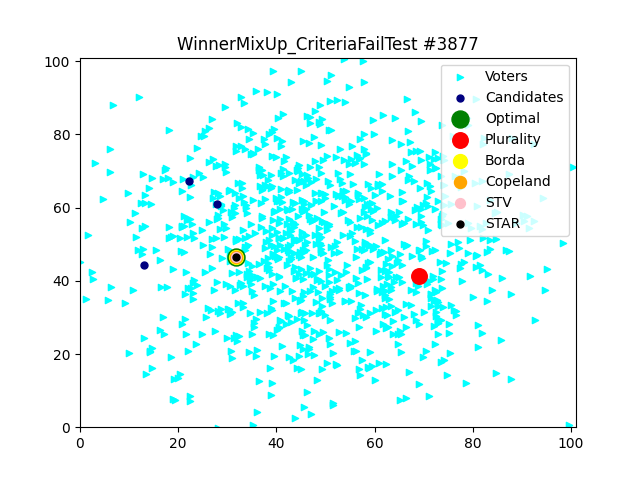 WinnerMixUp_CriteriaFailTest #3877
100
80
60
40
20
0
0
20
40
60
80
100
Voters
Candidates
Optimal
Plurality
Borda
Copeland
STV
STAR